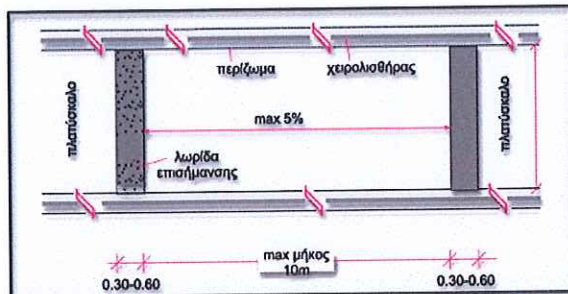 περίζωμα
χειρολισθήρας
πλατύσκαλο
max 5%
πλατύσκαλο
λωρίδα
επισήμανσης
max μήκος
10m
0.30-0.60
0.30-0.60